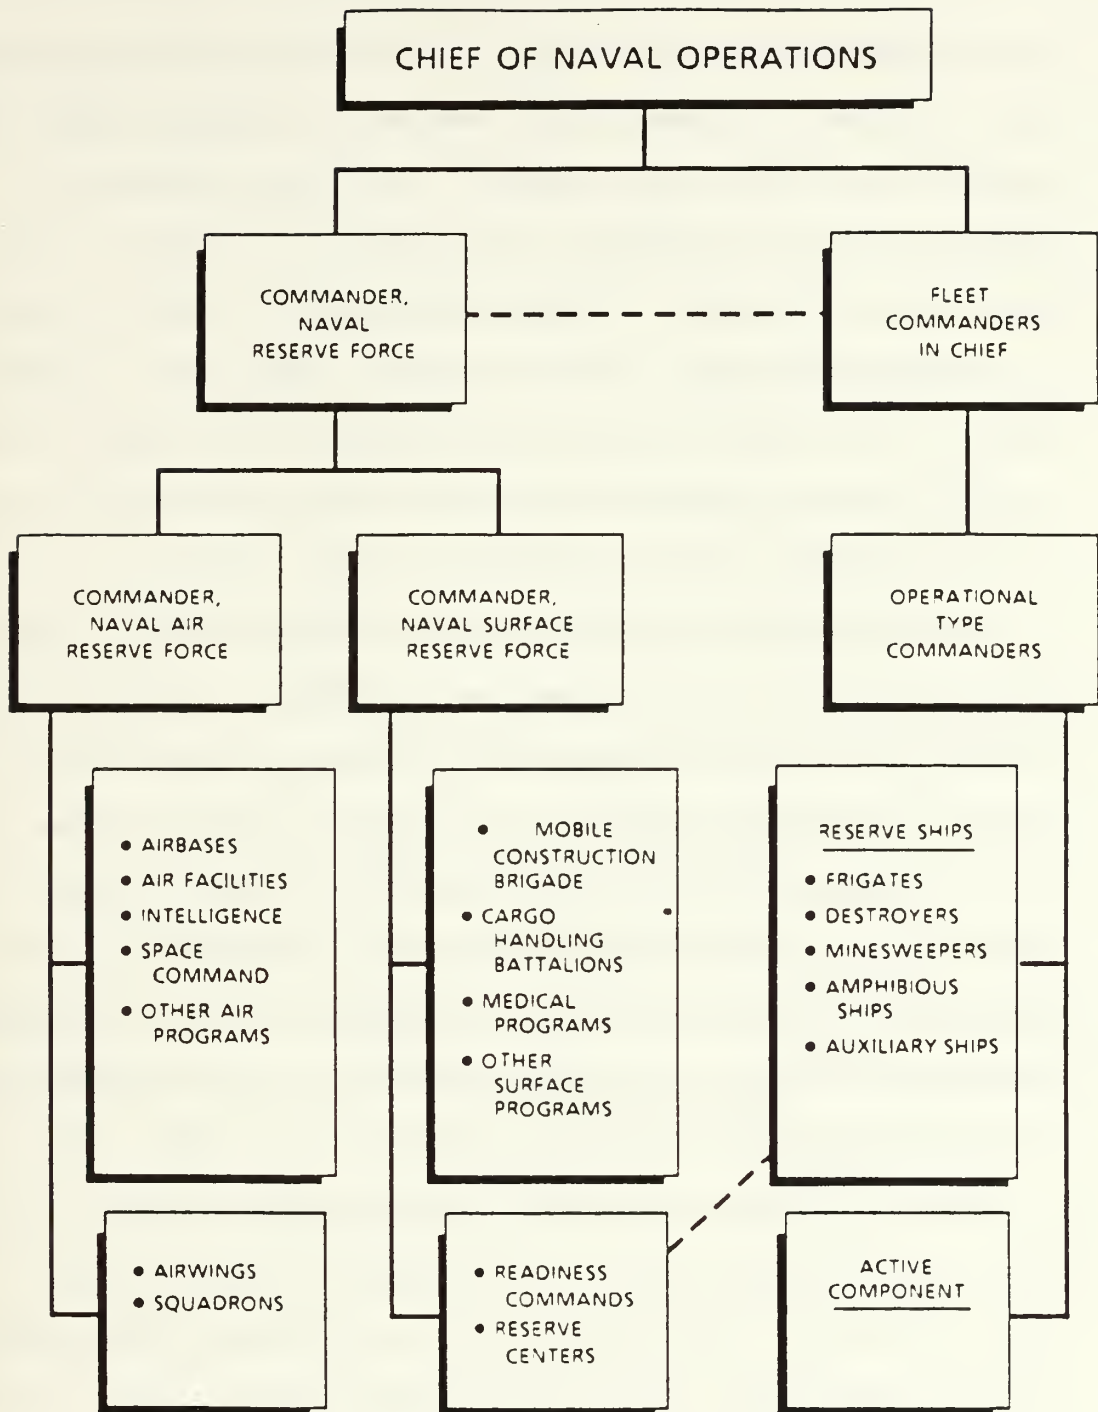 CHIEF OF NAVAL OPERATIONS
COMMANDER,
NAVAL
RESERVE FORCE
FLEET
COMMANDERS
IN CHIEF
COMMANDER,
NAVAL AIR
RESERVE FORCE
COMMANDER,
NAVAL SURFACE
RESERVE FORCE
OPERATIONAL
TYPE
COMMANDERS
• AIRBASES
• AIR FACILITIES
• INTELLIGENCE
• SPACE
COMMAND
• OTHER AIR
PROGRAMS
• MOBILE
CONSTRUCTION
BRIGADE
• CARGO
HANDLING
BATTALIONS
• MEDICAL
PROGRAMS
• OTHER
SURFACE
PROGRAMS
RESERVE SHIPS
• FRIGATES
• DESTROYERS
• MINESWEEPERS
• AMPHIBIOUS
SHIPS
• AUXILIARY SHIPS
• AIRWINGS
• SQUADRONS
• READINESS
COMMANDS
• RESERVE
CENTERS
ACTIVE
COMPONENT